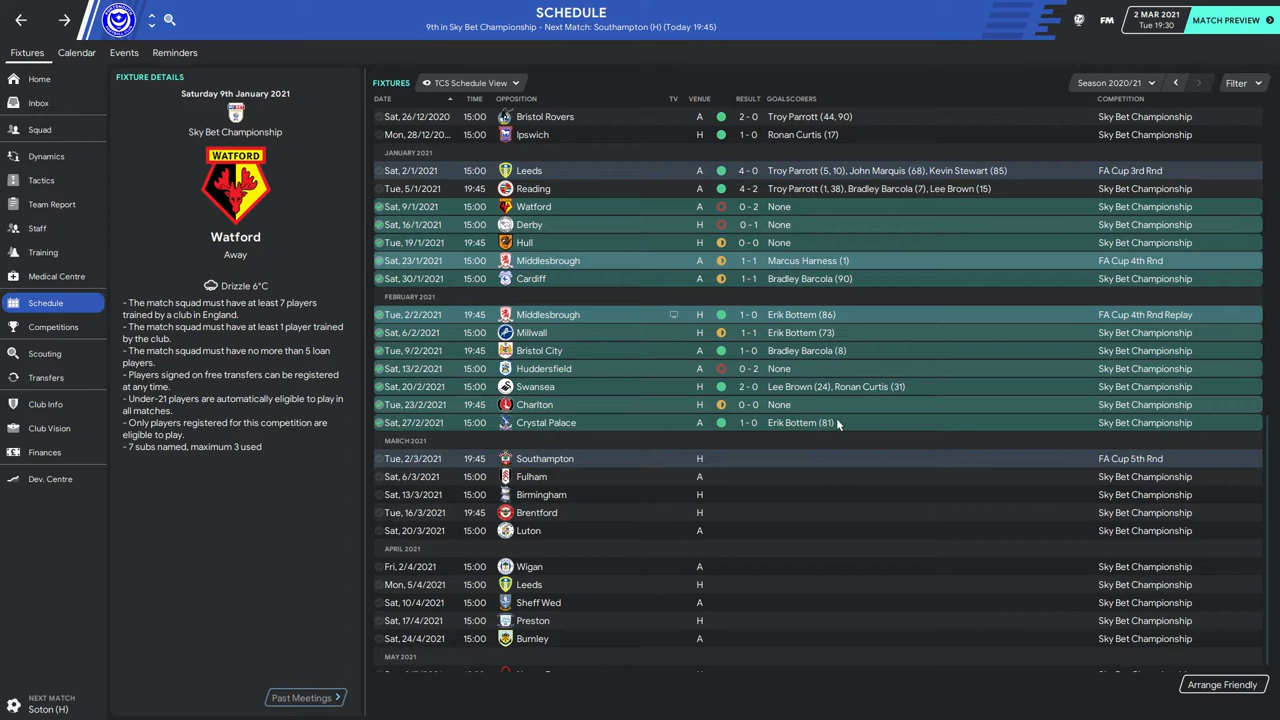 SCHEDULE
9th in Sky Bet Championship - Next Match: Southampton (H) (Today 19:45)
FM
2 MAR 2021
Tue 19:30
MATCH PREVIEW
Fixtures
Calendar
Events
Reminders
Home
Inbox
Squad
Dynamics
Tactics
Team Report
Staff
Training
Medical Centre
Schedule
Competitions
Scouting
Transfers
Club Info
Club Vision
Finances
Dev. Centre
NEXT MATCH
Soton (H)
FIXTURE DETAILS
Saturday 9th January 2021
Sky Bet Championship
WATFORD
Watford
Away
Drizzle 6°C
- The match squad must have at least 7 players
trained by a club in England.
- The match squad must have at least 1 player trained
by the club.
- The match squad must have no more than 5 loan
players.
- Players signed on free transfers can be registered
at any time.
- Under-21 players are automatically eligible to play in
all matches.
- Only players registered for this competition are
eligible to play.
- 7 subs named, maximum 3 used
Past Meetings
FIXTURES TCS Schedule View Season 2020/21 Filter
DATE TIME OPPOSITION TV VENUE RESULT GOALSCORERS COMPETITION
Sat, 26/12/2020 15:00 Bristol Rovers A 2 - 0 Troy Parrott (44, 90) Sky Bet Championship
Mon, 28/12/20... 15:00 Ipswich H 1 - 0 Ronan Curtis (17) Sky Bet Championship
JANUARY 2021
Sat, 2/1/2021 15:00 Leeds A 4 - 0 Troy Parrott (5, 10), John Marquis (68), Kevin Stewart (85) FA Cup 3rd Rnd
Tue, 5/1/2021 19:45 Reading A 4 - 2 Troy Parrott (1, 38), Bradley Barcola (7), Lee Brown (15) Sky Bet Championship
Sat, 9/1/2021 15:00 Watford A 0 - 2 None Sky Bet Championship
Sat, 16/1/2021 15:00 Derby H 0 - 1 None Sky Bet Championship
Tue, 19/1/2021 19:45 Hull H 0 - 0 None Sky Bet Championship
Sat, 23/1/2021 15:00 Middlesbrough A 1 - 1 Marcus Harness (1) FA Cup 4th Rnd
Sat, 30/1/2021 15:00 Cardiff A 1 - 1 Bradley Barcola (90) Sky Bet Championship
FEBRUARY 2021
Tue, 2/2/2021 19:45 Middlesbrough H 1 - 0 Erik Bottem (86) FA Cup 4th Rnd Replay
Sat, 6/2/2021 15:00 Millwall H 1 - 1 Erik Bottem (73) Sky Bet Championship
Tue, 9/2/2021 19:45 Bristol City A 1 - 0 Bradley Barcola (8) Sky Bet Championship
Sat, 13/2/2021 15:00 Huddersfield A 0 - 2 None Sky Bet Championship
Sat, 20/2/2021 15:00 Swansea H 2 - 0 Lee Brown (24), Ronan Curtis (31) Sky Bet Championship
Tue, 23/2/2021 19:45 Charlton H 0 - 0 None Sky Bet Championship
Sat, 27/2/2021 15:00 Crystal Palace A 1 - 0 Erik Bottem (81) Sky Bet Championship
MARCH 2021
Tue, 2/3/2021 19:45 Southampton H FA Cup 5th Rnd
Sat, 6/3/2021 15:00 Fulham A Sky Bet Championship
Sat, 13/3/2021 15:00 Birmingham H Sky Bet Championship
Tue, 16/3/2021 19:45 Brentford H Sky Bet Championship
Sat, 20/3/2021 15:00 Luton A Sky Bet Championship
APRIL 2021
Fri, 2/4/2021 15:00 Wigan A Sky Bet Championship
Mon, 5/4/2021 15:00 Leeds H Sky Bet Championship
Sat, 10/4/2021 15:00 Sheff Wed A Sky Bet Championship
Sat, 17/4/2021 15:00 Preston H Sky Bet Championship
Sat, 24/4/2021 15:00 Burnley A Sky Bet Championship
MAY 2021
Arrange Friendly